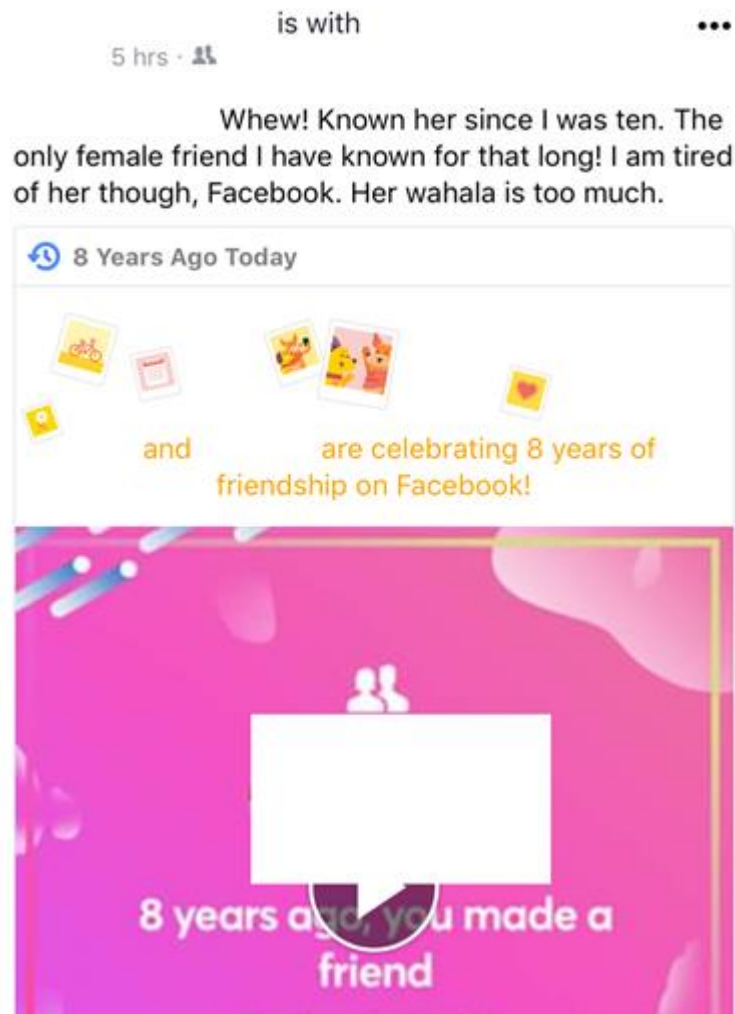 is with
5 hrs ·
Whew! Known her since I was ten. The
only female friend I have known for that long! I am tired
of her though, Facebook. Her wahala is too much.
8 Years Ago Today
and are celebrating 8 years of
friendship on Facebook!
8 years ago, you made a
friend